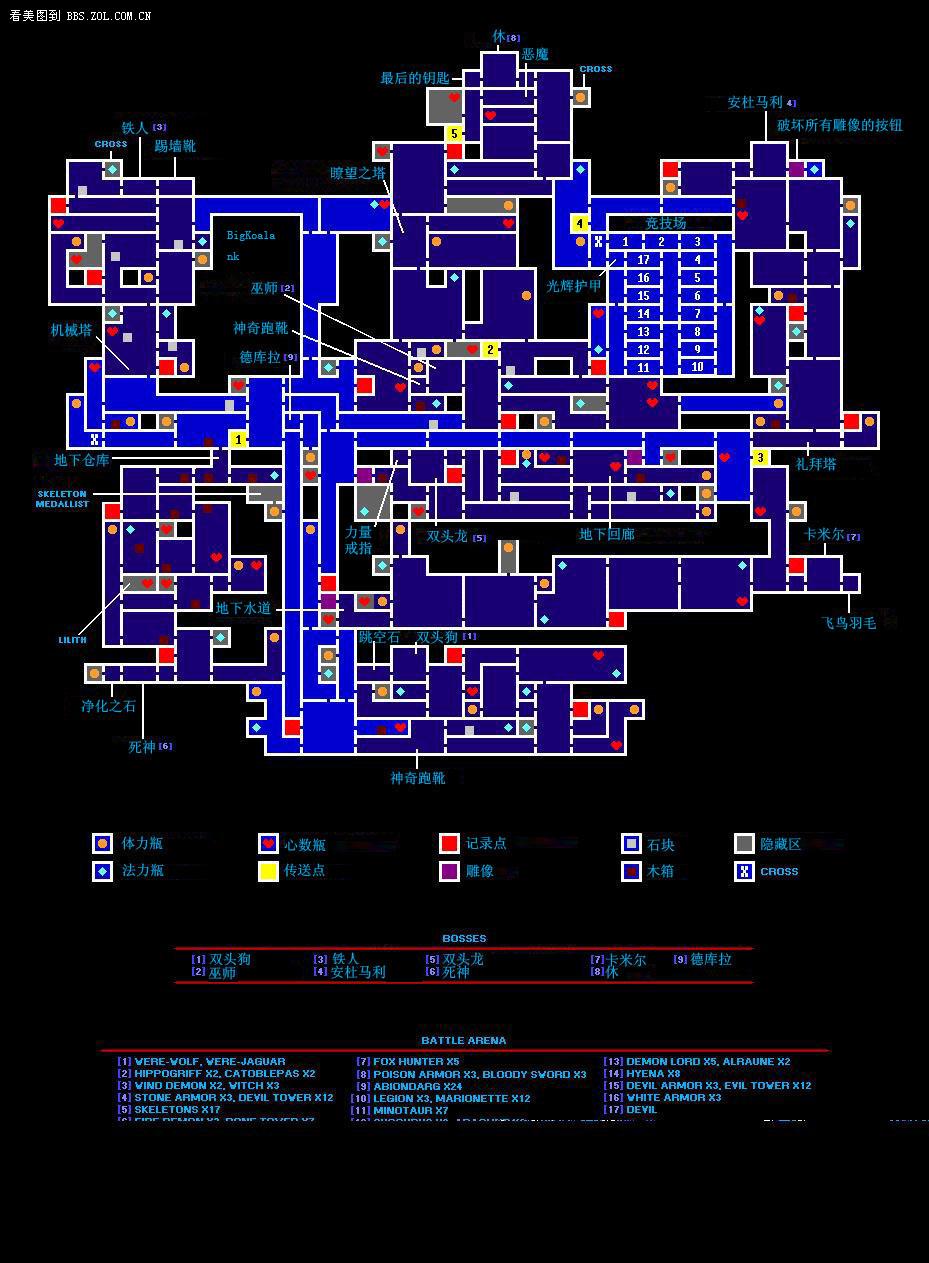 看美图到 BBS.ZOL.COM.CN
休[8]
恶魔
最后的钥匙
CROSS
安杜马利 4]
铁人 [3]
破坏所有雕像的按钮
CROSS
踢墙靴
5
瞭望之塔
4
竞技场
BigKoala
nk
1 2 3
17 4
16 5
15 6
14 7
13 8
12 9
11 10
光辉护甲
巫师 [2]
神奇跑靴
机械塔
德库拉 [9]
2
1
3
地下仓库
礼拜塔
SKELETON
MEDALLIST
力量
戒指
双头龙 [5]
地下回廊
卡米尔 [7]
地下水道
飞鸟羽毛
LILITH
跳空石
双头狗 [1]
净化之石
死神 [6]
神奇跑靴
体力瓶 心数瓶 记录点 石块 隐藏区
法力瓶 传送点 雕像 木箱 CROSS
BOSSES
[1] 双头狗 [3] 铁人 [5] 双头龙 [7]卡米尔 [9] 德库拉
[2] 巫师 [4] 安杜马利 [6] 死神 [8]休
BATTLE ARENA
[1] WERE-WOLF, WERE-JAGUAR
[2] HIPPOGRIFF X2, CATOBLEPAS X2
[3] WIND DEMON X2, WITCH X3
[4] STONE ARMOR X3, DEVIL TOWER X12
[5] SKELETONS X17
[6] FIRE DEMON X2, BONE TOWER X7
[7] FOX HUNTER X5
[8] POISON ARMOR X3, BLOODY SWORD X3
[9] ABIONDARG X24
[10] LEGION X3, MARIONETTE X12
[11] MINOTAUR X7
[13] DEMON LORD X5, ALRAUNE X2
[14] HYENA X8
[15] DEVIL ARMOR X3, EVIL TOWER X12
[16] WHITE ARMOR X3
[17] DEVIL